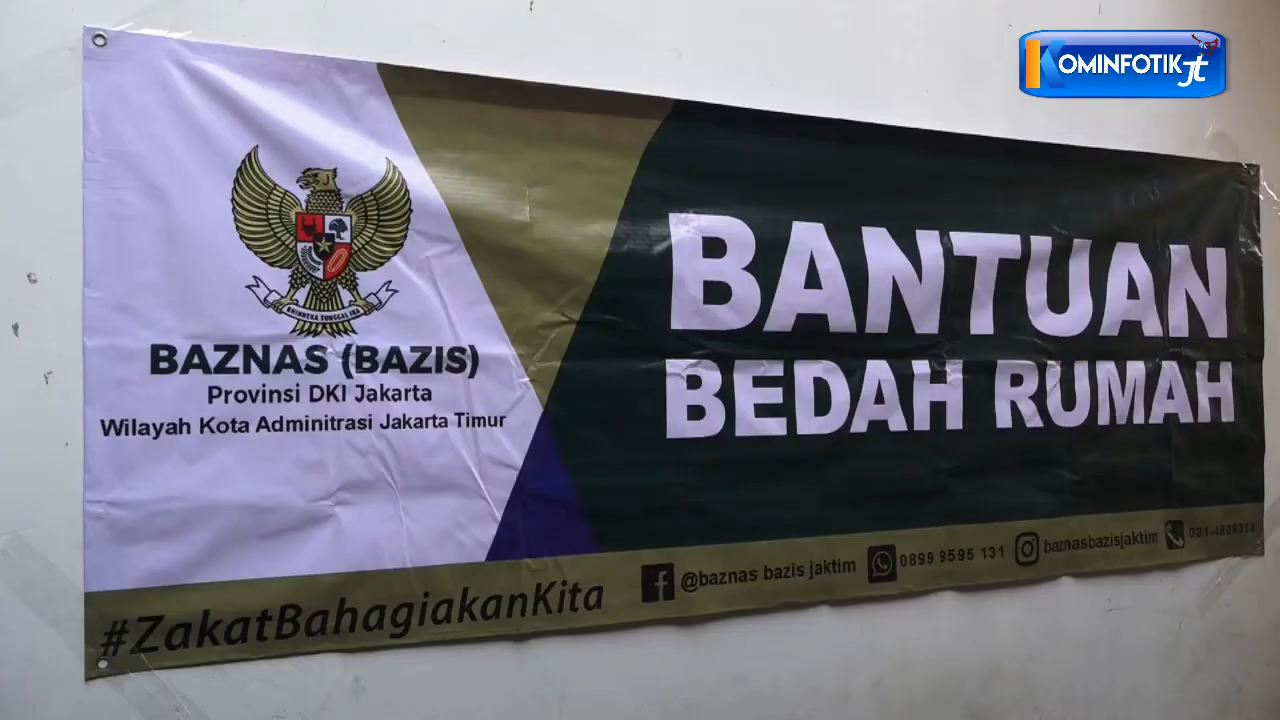 KOMINFOTIK JT
BHINNEKA TUNGGAL IKA
BAZNAS (BAZIS)
Provinsi DKI Jakarta
Wilayah Kota Adminitrasi Jakarta Timur
BANTUAN
BEDAH RUMAH
#ZakatBahagiakanKita
@baznas bazis jaktim
0899 9595 131
baznasbazisjaktim